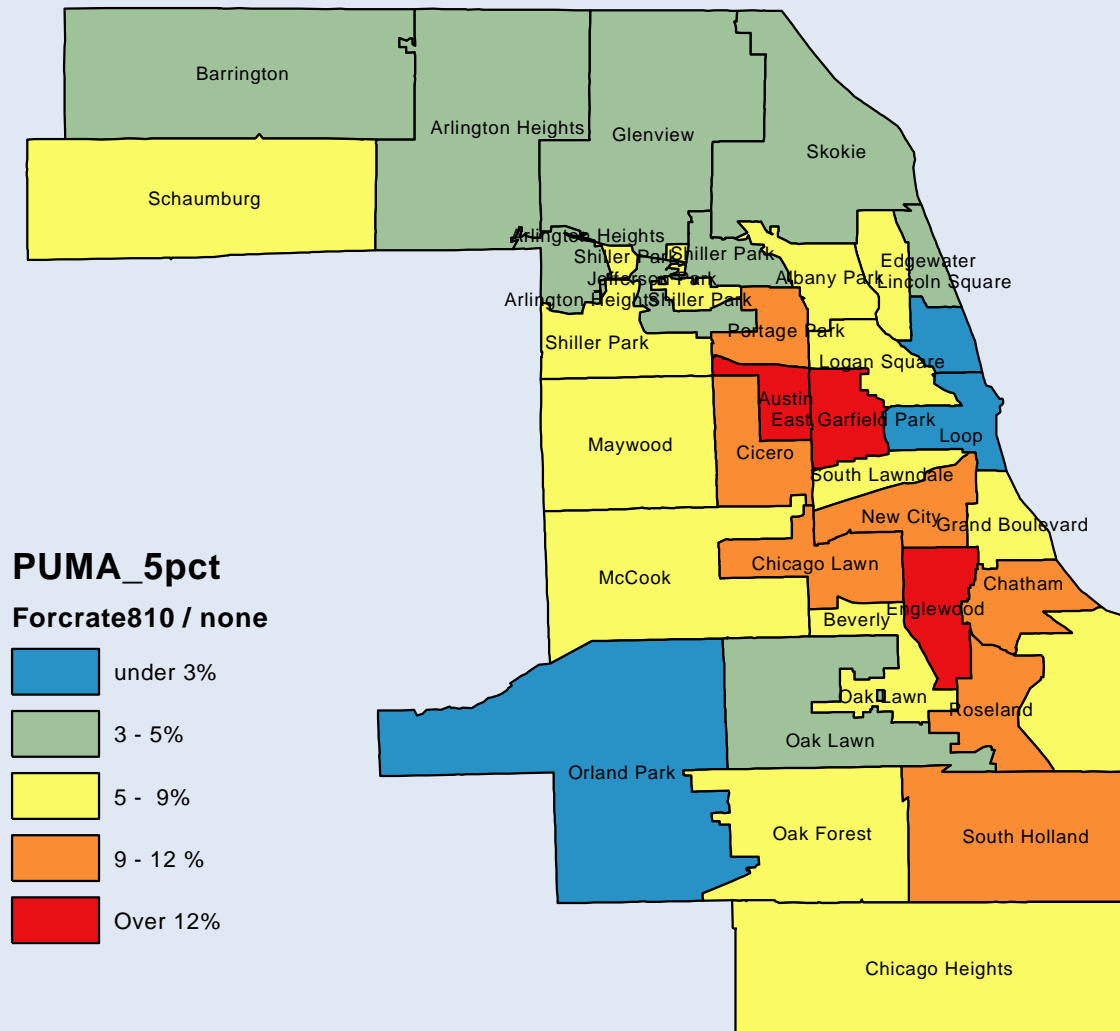 Barrington
Arlington Heights
Glenview
Skokie
Schaumburg
Arlington Heights
Shiller Park
Shiller Park
Edgewater
Lincoln Square
Albany Park
Jefferson Park
Arlington Heights
Shiller Park
Portage Park
Shiller Park
Logan Square
Austin
East Garfield Park
Loop
Maywood
Cicero
South Lawndale
New City
Grand Boulevard
PUMA_5pct
McCook
Chicago Lawn
Chatham
Forcrate810 / none
Beverly
Englewood
under 3%
Oak Lawn
Roseland
3 - 5%
Oak Lawn
Orland Park
5 - 9%
Oak Forest
South Holland
9 - 12 %
Over 12%
Chicago Heights